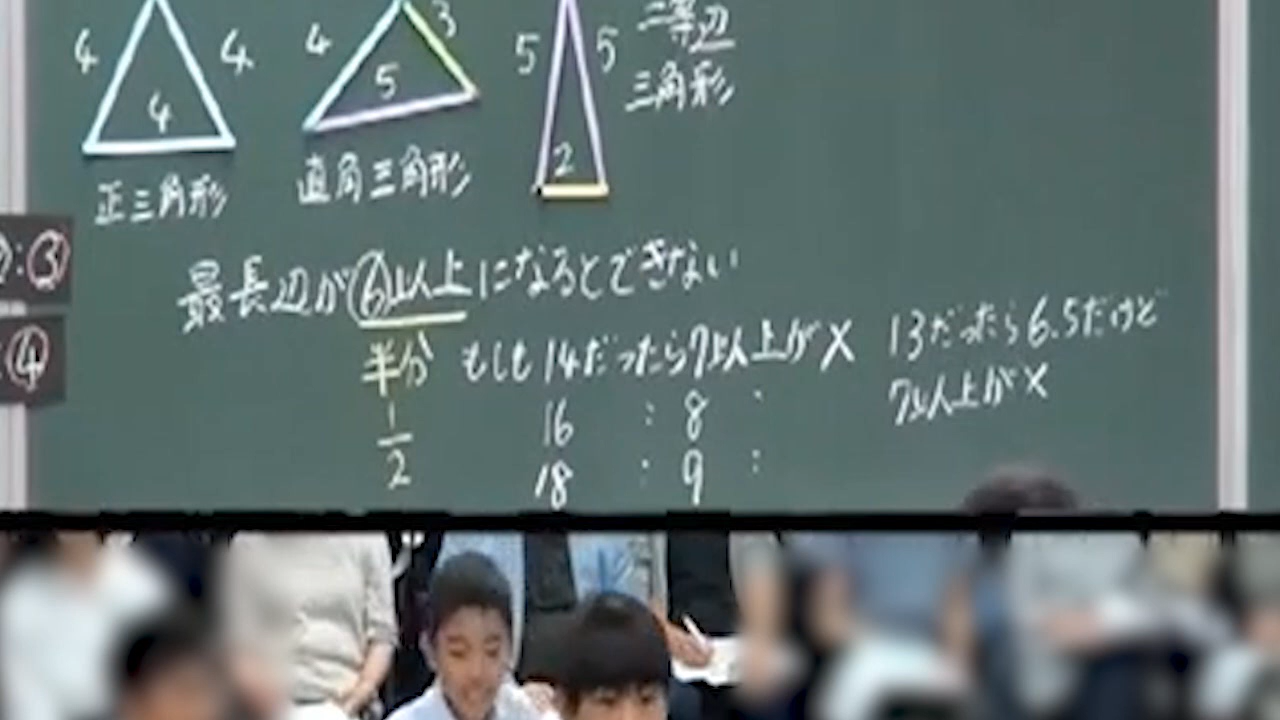 4 4 4
正三角形
4 3 5
直角三角形
5 5 2
二等辺
三角形
:③
④
最長辺が⑥以上になるとできない
半分 もしも14だったら7以上が×
1/2
16 : 8 :
18 : 9 :
13だったら6.5だけど
7以上が×